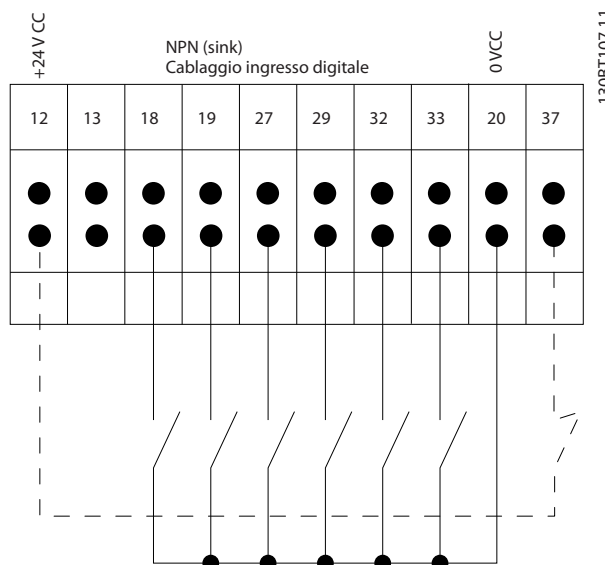 +24 V CC
NPN (sink)
Cablaggio ingresso digitale
0 VCC
130BT107.11
12 13 18 19 27 29 32 33 20 37